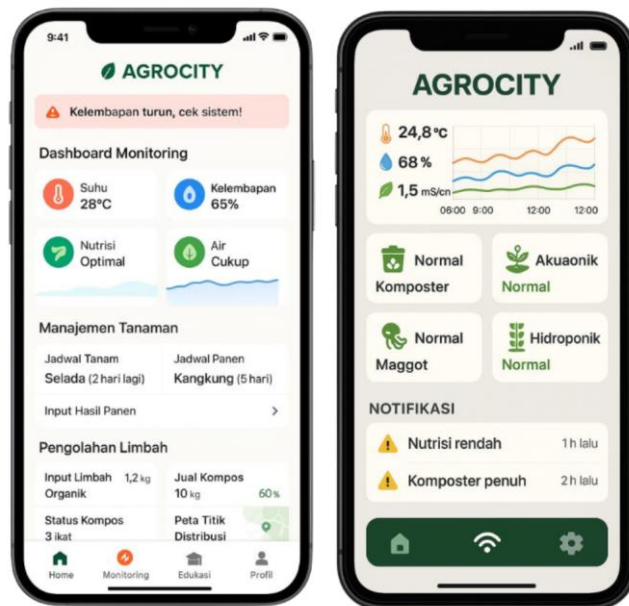 9:41
AGROCITY
Kelembapan turun, cek sistem!
Dashboard Monitoring
Suhu
28°C
Kelembapan
65%
Nutrisi
Optimal
Air
Cukup
Manajemen Tanaman
Jadwal Tanam
Selada (2 hari lagi)
Jadwal Panen
Kangkung (5 hari)
Input Hasil Panen
Pengolahan Limbah
Input Limbah 1,2 kg
Organik
Jual Kompos
10 kg 60%
Status Kompos
3 ikat
Peta Titik
Distribusi
Home Monitoring Edukasi Profil
AGROCITY
24,8 °C
68 %
1,5 mS/cn
06:00 9:00 12:00 12:00
Normal
Komposter
Akuaonik
Normal
Normal
Maggot
Hidroponik
Normal
NOTIFIKASI
Nutrisi rendah 1 h lalu
Komposter penuh 2 h lalu